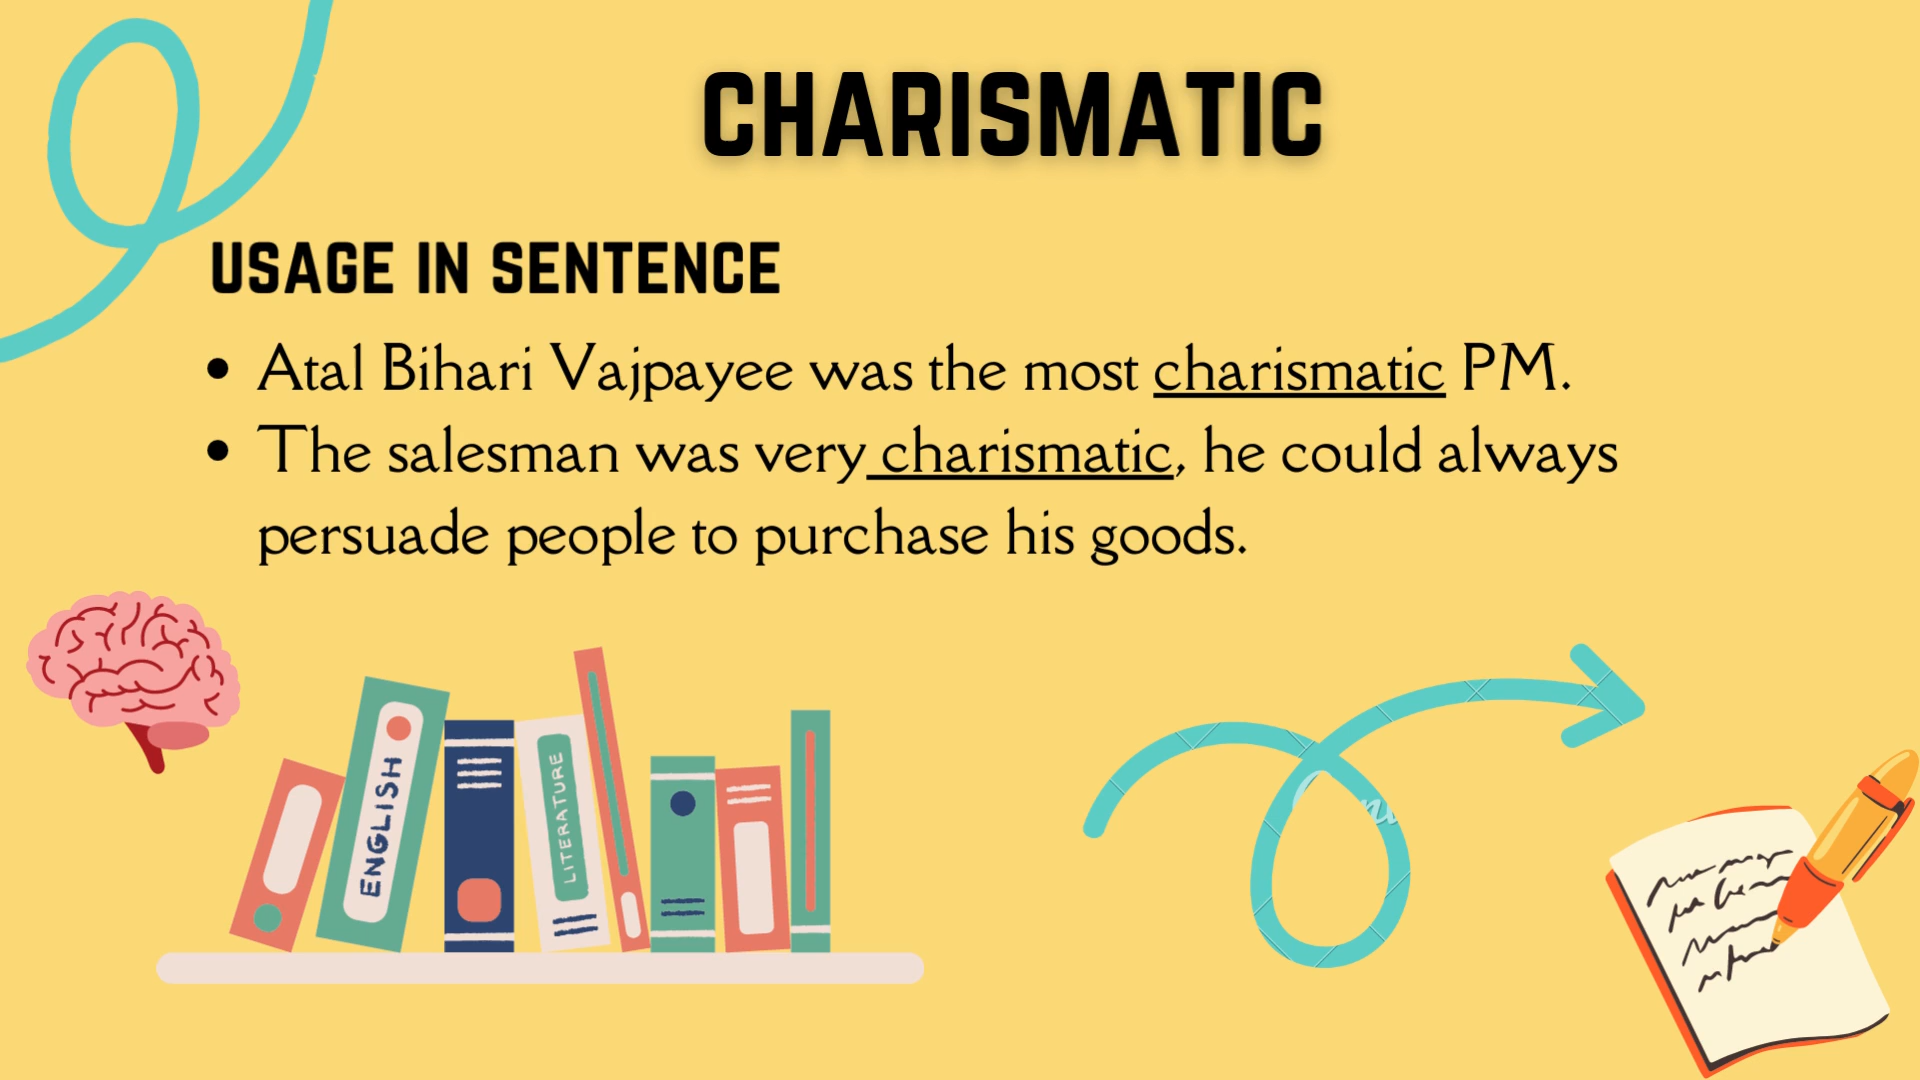 CHARISMATIC
USAGE IN SENTENCE
• Atal Bihari Vajpayee was the most charismatic PM.
• The salesman was very charismatic, he could always
persuade people to purchase his goods.
ENGLISH
LITERATURE